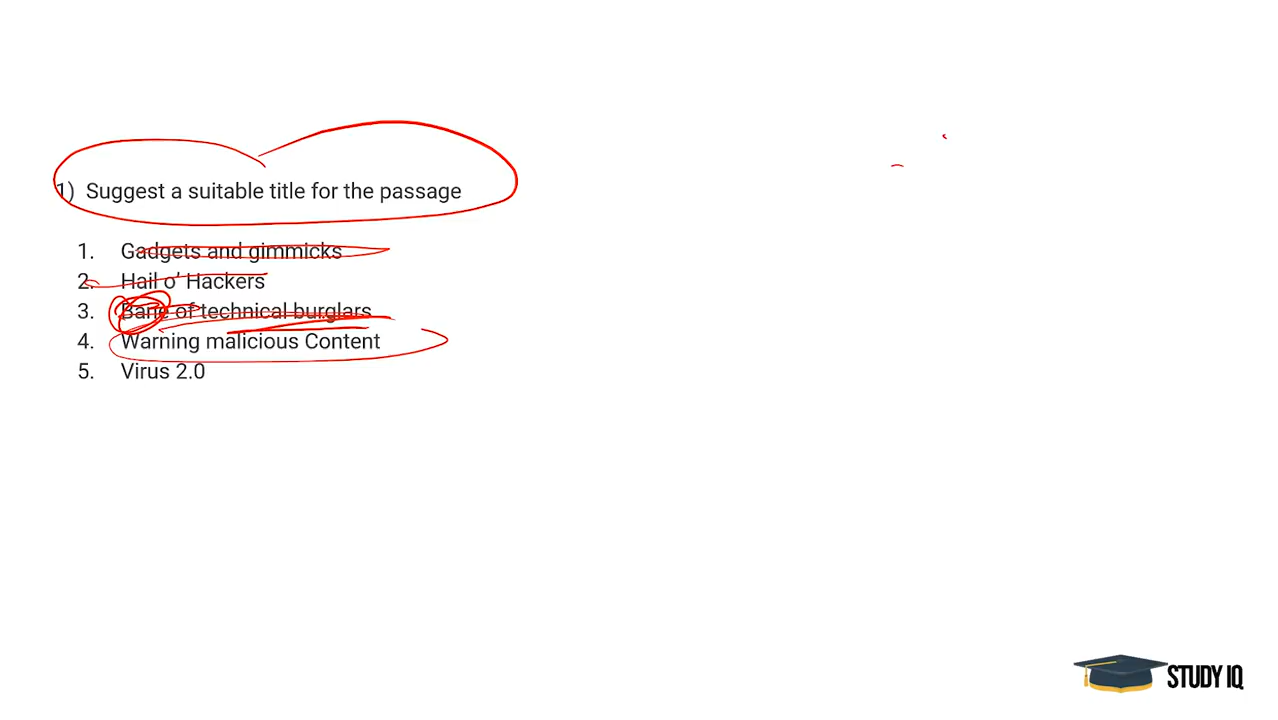 1) Suggest a suitable title for the passage
1. Gadgets and gimmicks
2. Hail o' Hackers
3. Bane of technical burglars
4. Warning malicious Content
5. Virus 2.0
STUDY IQ